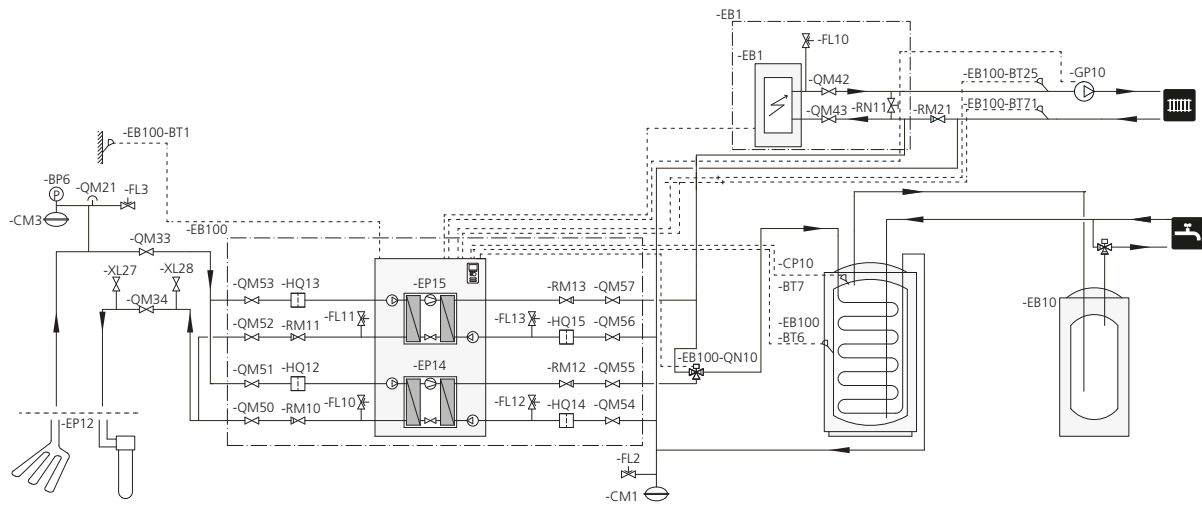 -EB1
-FL10
-EB1
-QM42
-EB100-BT25
-GP10
-QM43
-RN11
-RM21
-EB100-BT71
-EB100-BT1
-BP6
P
-QM21
-FL3
-CM3
-EB100
-QM33
-XL27
-XL28
-QM34
-QM53
-HQ13
-EP15
-RM13
-QM57
-CP10
-BT7
-FL11
-FL13
-QM52
-RM11
-HQ15
-QM56
-EB100
-BT6
-EB10
-QM51
-HQ12
-EP14
-RM12
-QM55
-EB100-QN10
-FL10
-FL12
-QM50
-RM10
-HQ14
-QM54
-EP12
-FL2
-CM1